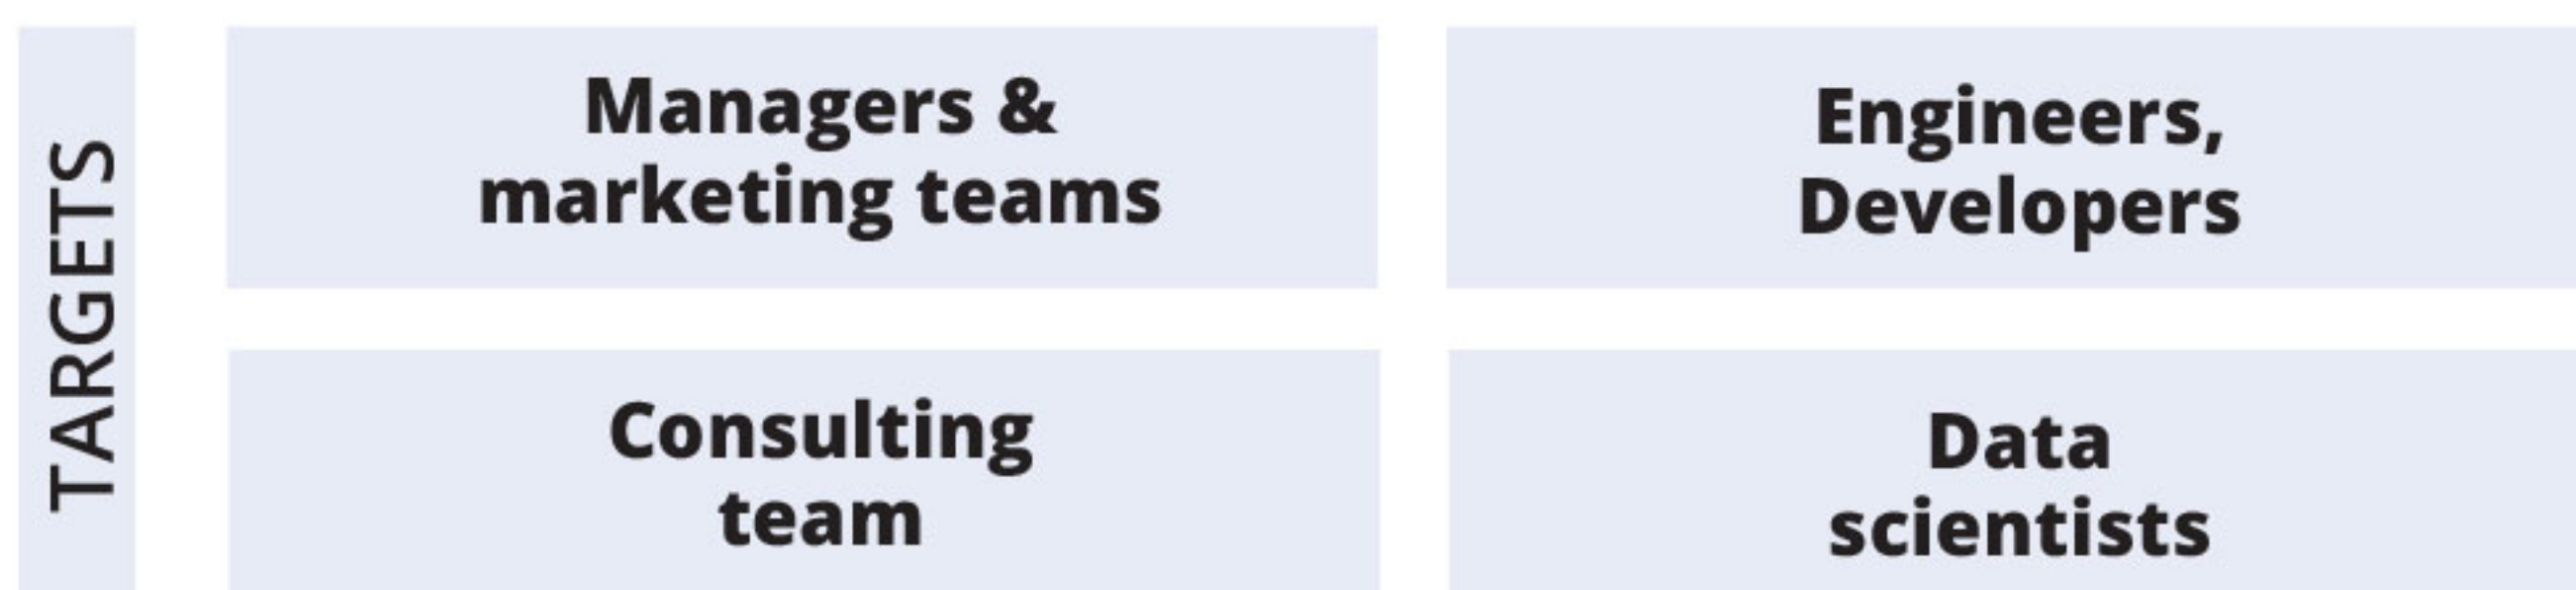 TARGETS
Managers &
marketing teams
Engineers,
Developers
Consulting
team
Data
scientists